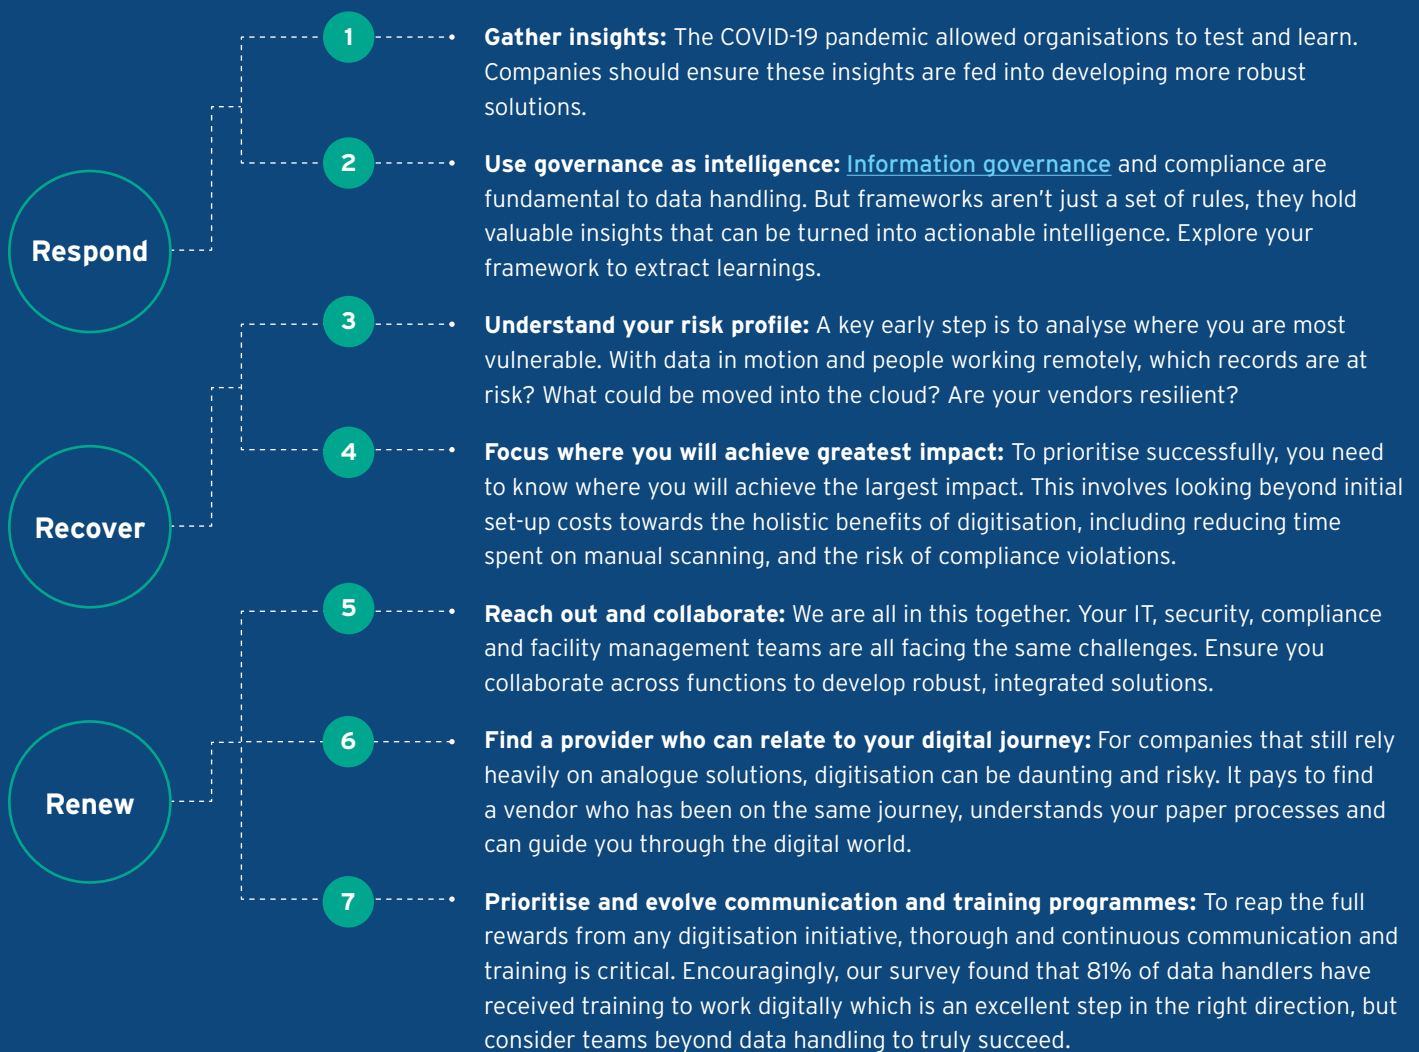 1
Gather insights: The COVID-19 pandemic allowed organisations to test and learn.
Companies should ensure these insights are fed into developing more robust
solutions.
2
Use governance as intelligence: Information governance and compliance are
fundamental to data handling. But frameworks aren’t just a set of rules, they hold
valuable insights that can be turned into actionable intelligence. Explore your
framework to extract learnings.
Respond
3
Understand your risk profile: A key early step is to analyse where you are most
vulnerable. With data in motion and people working remotely, which records are at
risk? What could be moved into the cloud? Are your vendors resilient?
4
Focus where you will achieve greatest impact: To prioritise successfully, you need
to know where you will achieve the largest impact. This involves looking beyond initial
set-up costs towards the holistic benefits of digitisation, including reducing time
spent on manual scanning, and the risk of compliance violations.
Recover
5
Reach out and collaborate: We are all in this together. Your IT, security, compliance
and facility management teams are all facing the same challenges. Ensure you
collaborate across functions to develop robust, integrated solutions.
6
Find a provider who can relate to your digital journey: For companies that still rely
heavily on analogue solutions, digitisation can be daunting and risky. It pays to find
a vendor who has been on the same journey, understands your paper processes and
can guide you through the digital world.
Renew
7
Prioritise and evolve communication and training programmes: To reap the full
rewards from any digitisation initiative, thorough and continuous communication and
training is critical. Encouragingly, our survey found that 81% of data handlers have
received training to work digitally which is an excellent step in the right direction, but
consider teams beyond data handling to truly succeed.